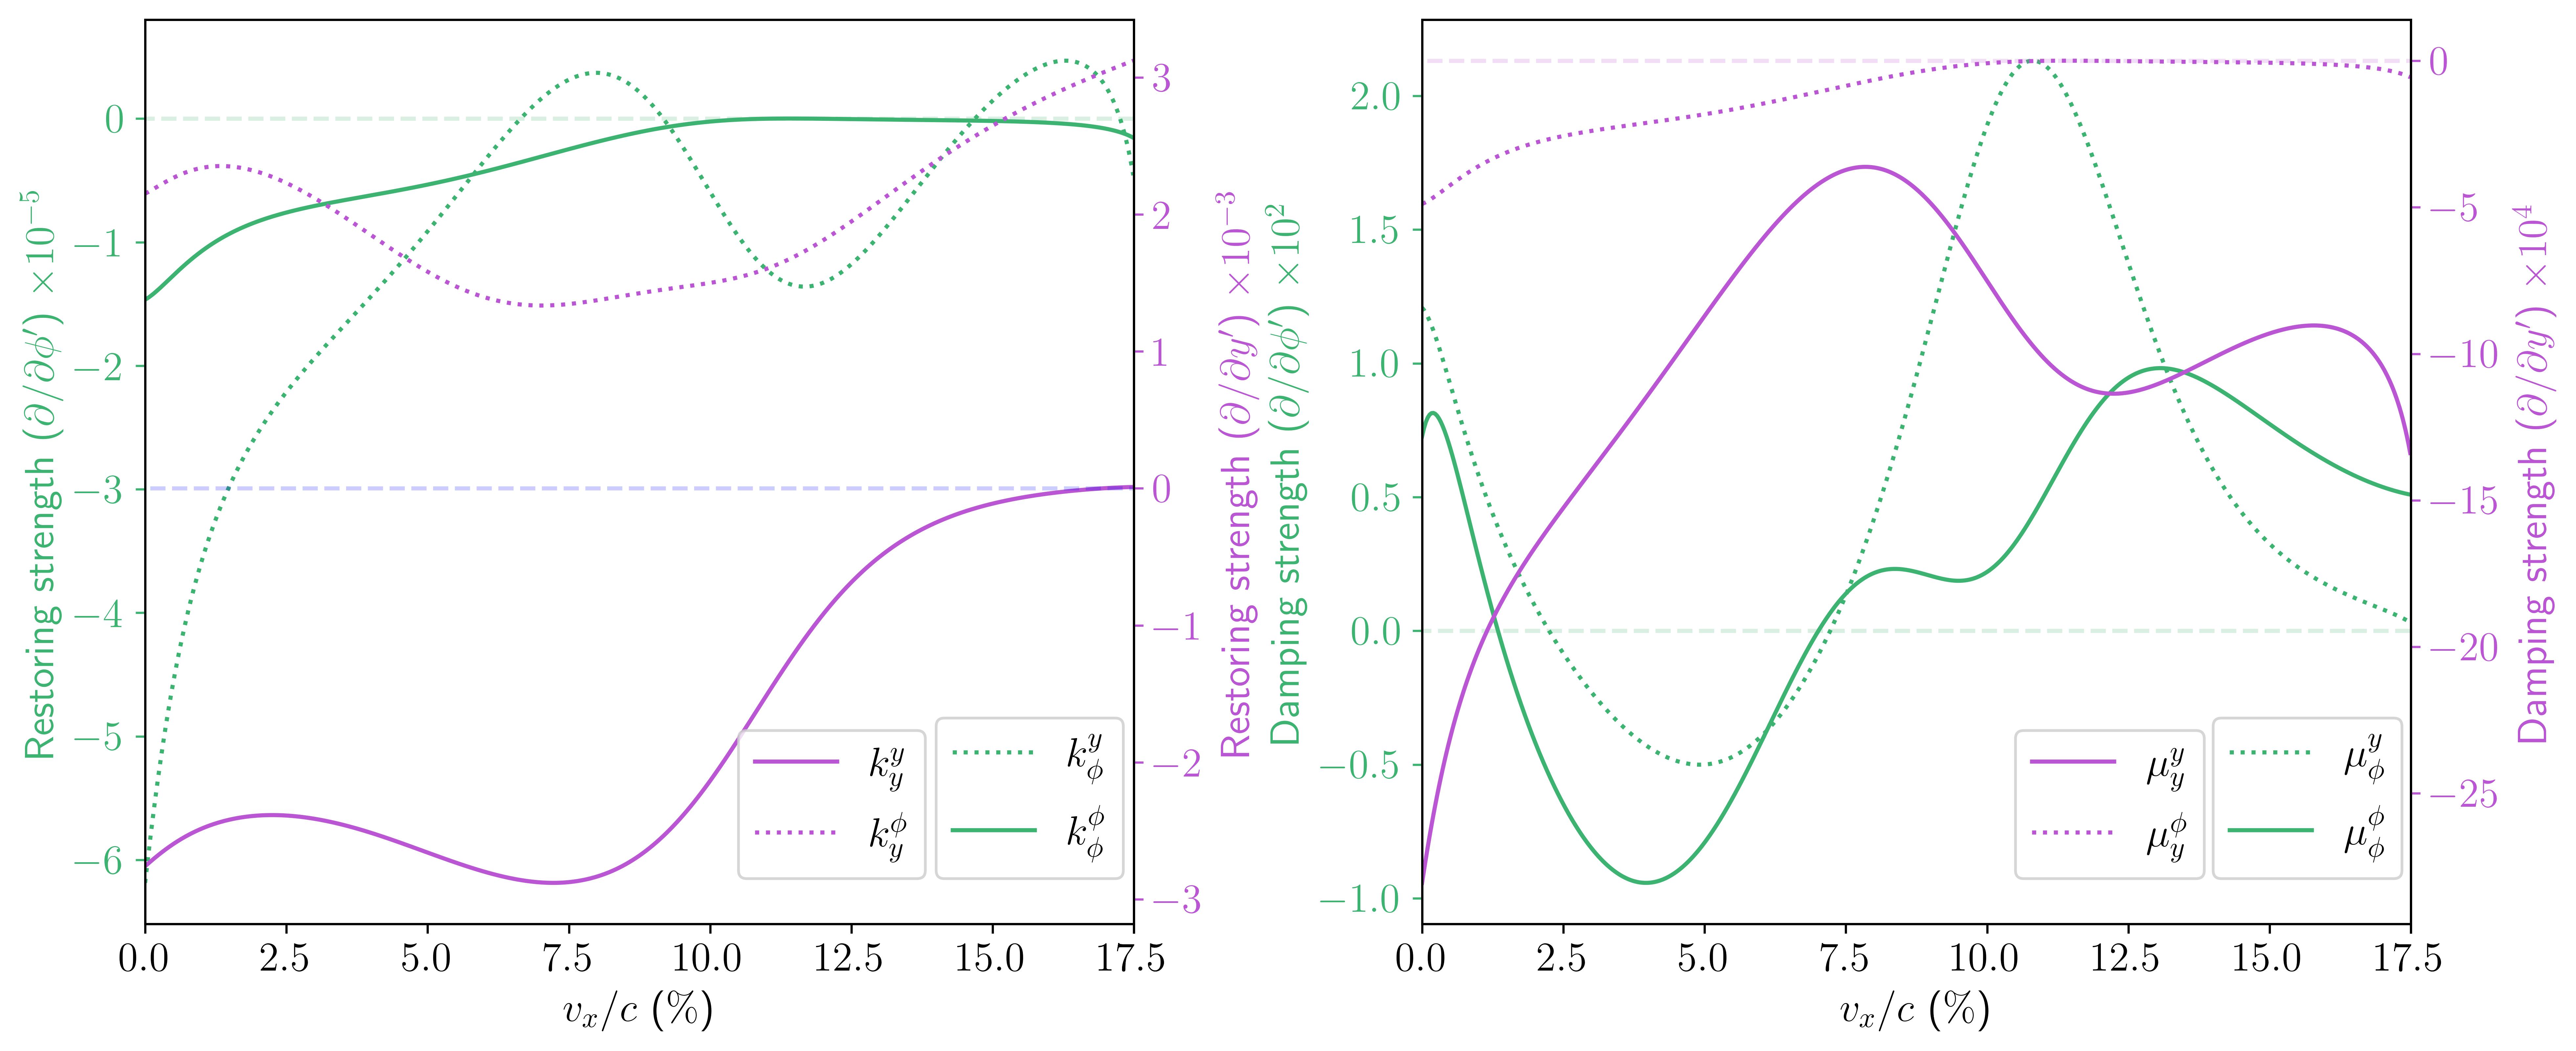 Restoring strength (∂/∂ϕ′) ×10⁻⁵
0
−1
−2
−3
−4
−5
−6
3
2
1
0
−1
−2
−3
Restoring strength (∂/∂y′) ×10⁻³
k_y^y
k_y^ϕ
k_ϕ^y
k_ϕ^ϕ
0.0 2.5 5.0 7.5 10.0 12.5 15.0 17.5
v_x/c (%)
Damping strength (∂/∂ϕ′) ×10²
2.0
1.5
1.0
0.5
0.0
−0.5
−1.0
0
−5
−10
−15
−20
−25
Damping strength (∂/∂y′) ×10⁴
μ_y^y
μ_y^ϕ
μ_ϕ^y
μ_ϕ^ϕ
0.0 2.5 5.0 7.5 10.0 12.5 15.0 17.5
v_x/c (%)